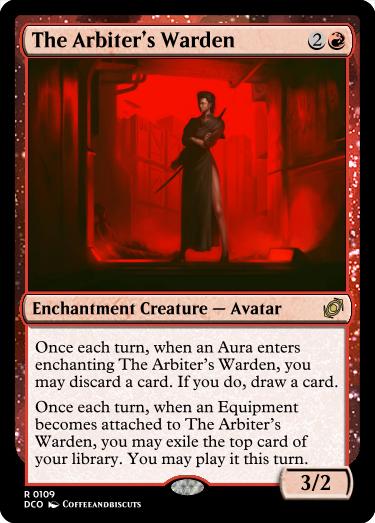 The Arbiter's Warden 2
Enchantment Creature — Avatar
Once each turn, when an Aura enters
enchanting The Arbiter's Warden, you
may discard a card. If you do, draw a card.
Once each turn, when an Equipment
becomes attached to The Arbiter's
Warden, you may exile the top card of
your library. You may play it this turn.
3/2
R 0109
DCO Coffeeandbiscuts